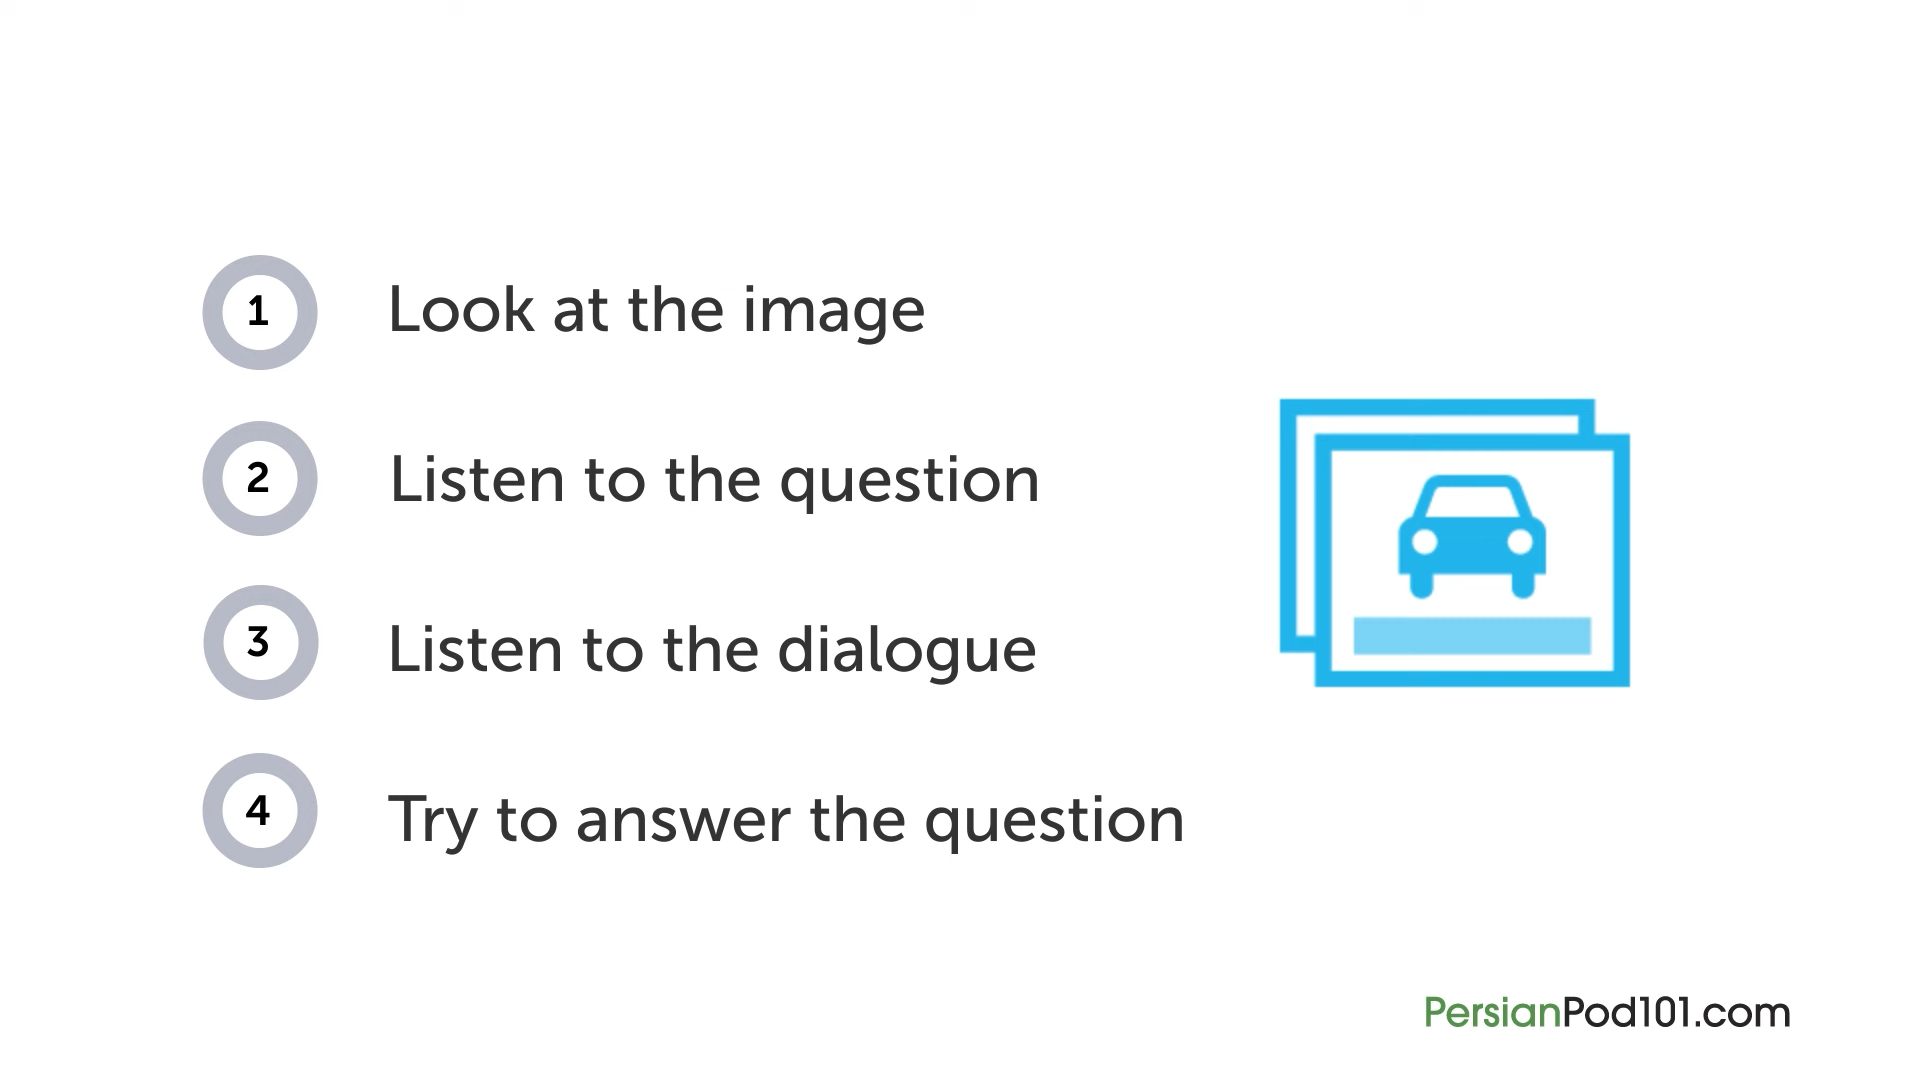 1 Look at the image
2 Listen to the question
3 Listen to the dialogue
4 Try to answer the question
PersianPod101.com